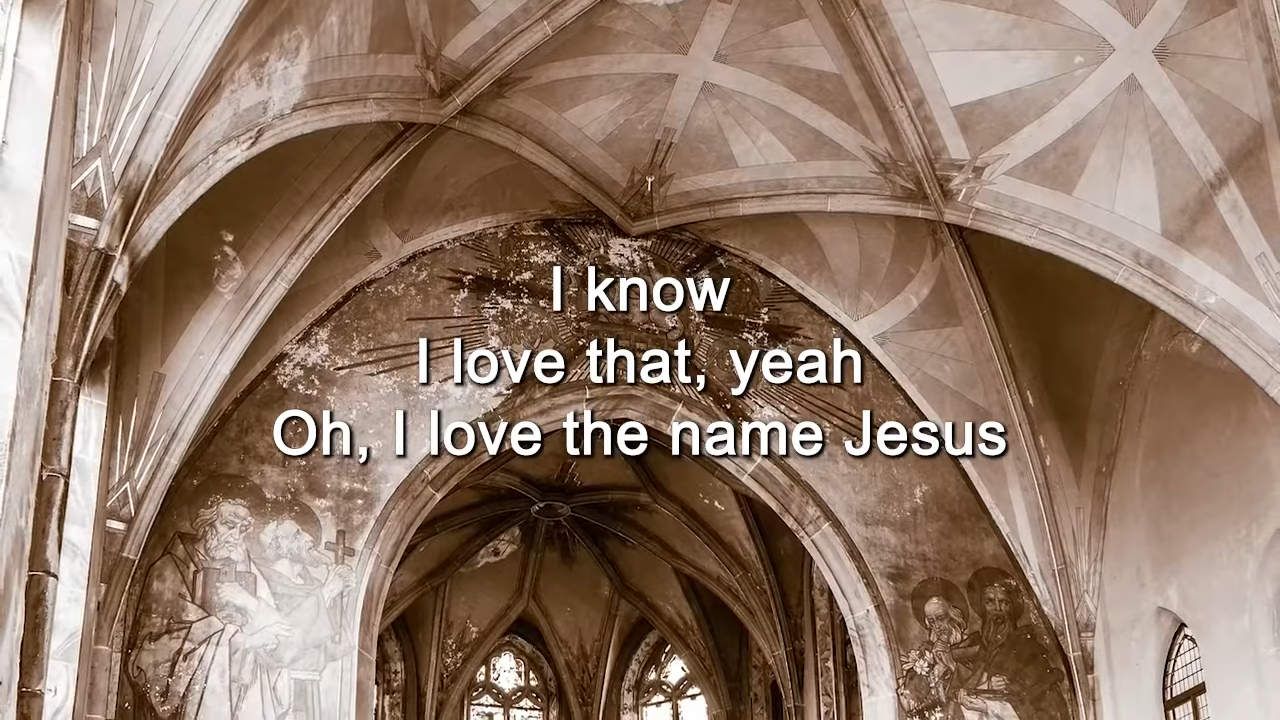 I know
I love that, yeah
Oh, I love the name Jesus